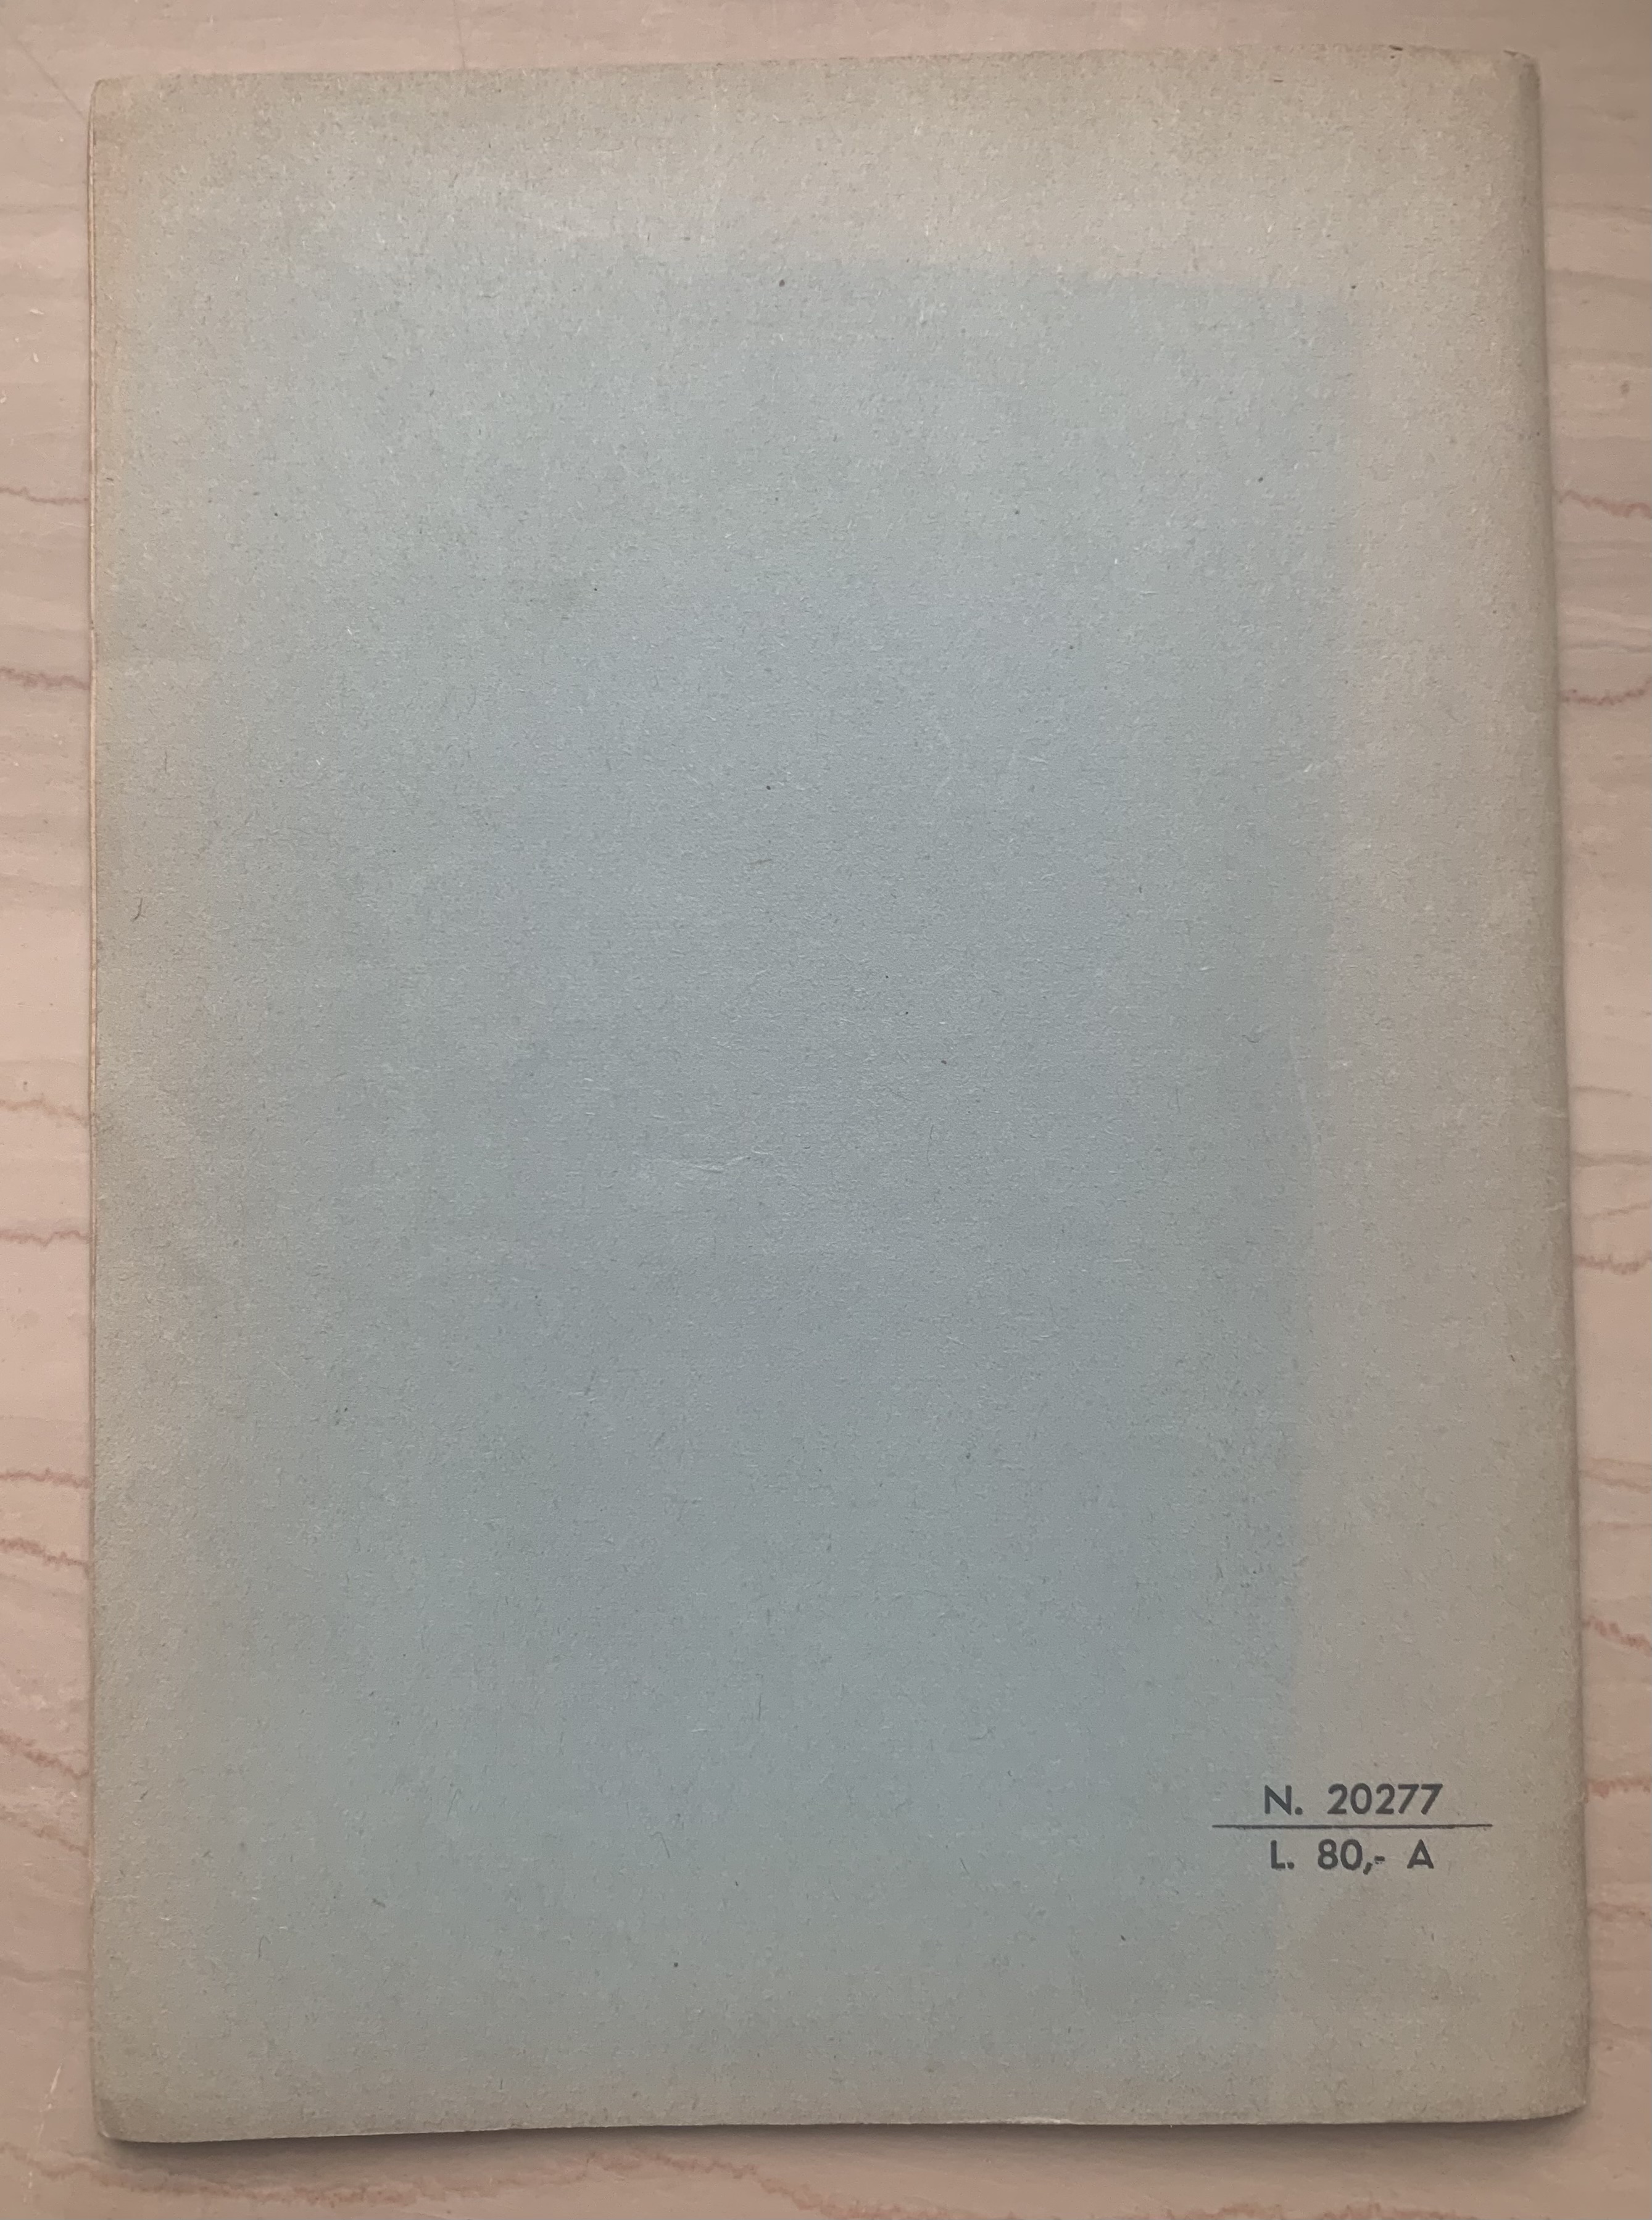 N. 20277
L. 80,- A